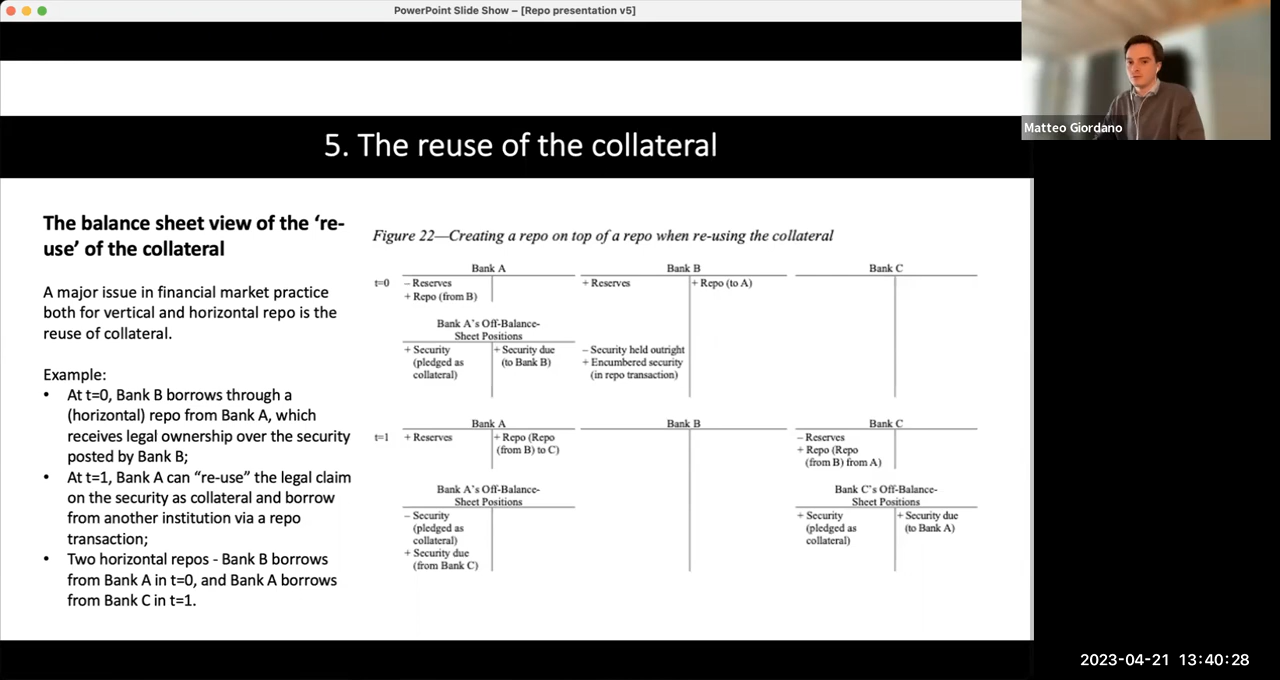 PowerPoint Slide Show – [Repo presentation v5]
Matteo Giordano
5. The reuse of the collateral
The balance sheet view of the ‘re-
use’ of the collateral
A major issue in financial market practice
both for vertical and horizontal repo is the
reuse of collateral.
Example:
• At t=0, Bank B borrows through a
(horizontal) repo from Bank A, which
receives legal ownership over the security
posted by Bank B;
• At t=1, Bank A can “re-use” the legal claim
on the security as collateral and borrow
from another institution via a repo
transaction;
• Two horizontal repos - Bank B borrows
from Bank A in t=0, and Bank A borrows
from Bank C in t=1.
Figure 22—Creating a repo on top of a repo when re-using the collateral
Bank A Bank B Bank C
t=0 – Reserves + Reserves + Repo (to A)
+ Repo (from B)
Bank A's Off-Balance-
Sheet Positions
+ Security + Security due – Security held outright
(pledged as (to Bank B) + Encumbered security
collateral) (in repo transaction)
Bank A Bank B Bank C
t=1 + Reserves + Repo (Repo – Reserves
(from B) to C) + Repo (Repo
(from B) from A)
Bank A's Off-Balance- Bank C's Off-Balance-
Sheet Positions Sheet Positions
– Security + Security + Security due
(pledged as (pledged as (to Bank A)
collateral) collateral)
+ Security due
(from Bank C)
2023-04-21 13:40:28